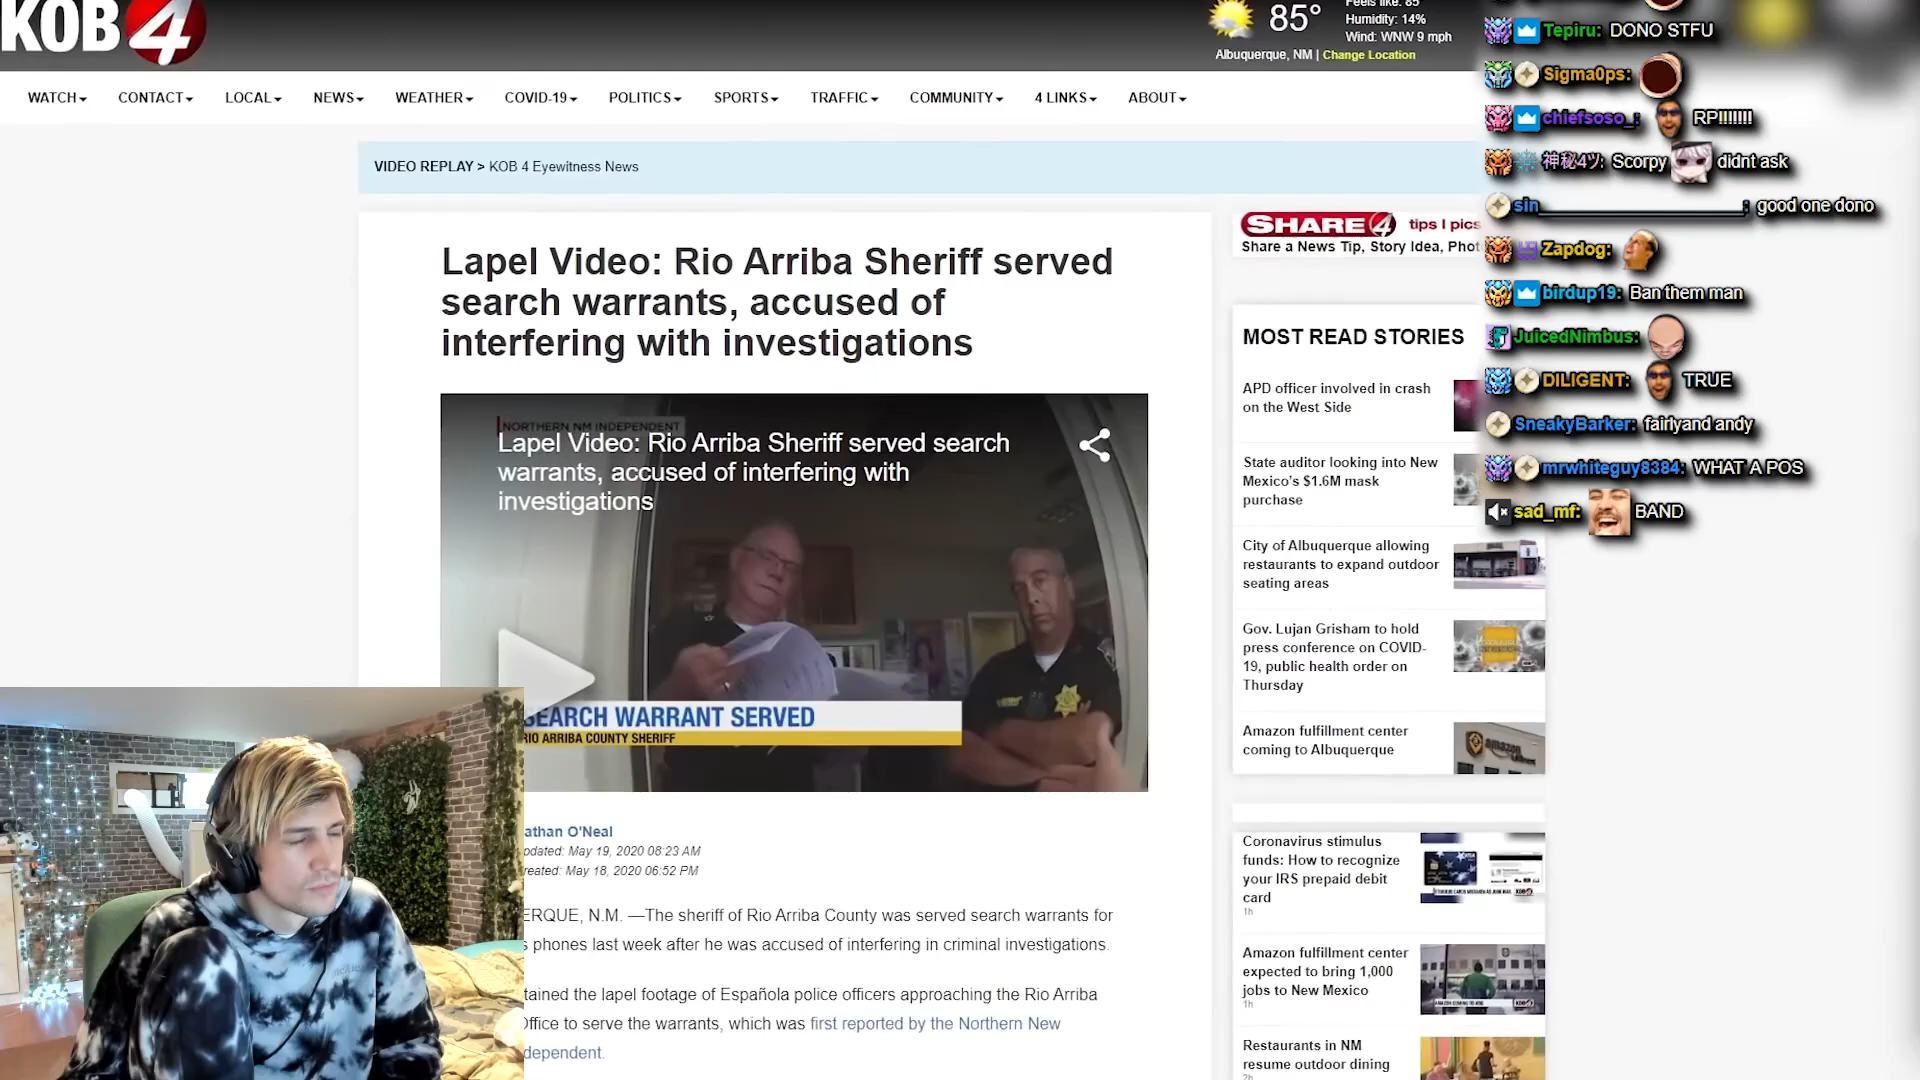 KOB 4
85°
Feels like: 85
Humidity: 14%
Wind: WNW 9 mph
Albuquerque, NM | Change Location
WATCH CONTACT LOCAL NEWS WEATHER COVID-19 POLITICS SPORTS TRAFFIC COMMUNITY 4 LINKS ABOUT
VIDEO REPLAY > KOB 4 Eyewitness News
Lapel Video: Rio Arriba Sheriff served
search warrants, accused of
interfering with investigations
NORTHERN NM INDEPENDENT
Lapel Video: Rio Arriba Sheriff served search
warrants, accused of interfering with
investigations
SEARCH WARRANT SERVED
RIO ARRIBA COUNTY SHERIFF
athan O'Neal
pdated: May 19, 2020 08:23 AM
reated: May 18, 2020 06:52 PM
ERQUE, N.M. —The sheriff of Rio Arriba County was served search warrants for
s phones last week after he was accused of interfering in criminal investigations.
tained the lapel footage of Española police officers approaching the Rio Arriba
Office to serve the warrants, which was first reported by the Northern New
dependent.
SHARE 4 tips I pics
Share a News Tip, Story Idea, Phot
MOST READ STORIES
APD officer involved in crash
on the West Side
State auditor looking into New
Mexico's $1.6M mask
purchase
City of Albuquerque allowing
restaurants to expand outdoor
seating areas
Gov. Lujan Grisham to hold
press conference on COVID-
19, public health order on
Thursday
Amazon fulfillment center
coming to Albuquerque
amazon
Coronavirus stimulus
funds: How to recognize
your IRS prepaid debit
card
1h
Amazon fulfillment center
expected to bring 1,000
jobs to New Mexico
1h
Restaurants in NM
resume outdoor dining
2h
Tepiru: DONO STFU
Sigma0ps:
chiefsoso_: RP!!!!!!!
神秘4ツ: Scorpy didnt ask
sin______________________: good one dono
Zapdog:
birdup19: Ban them man
JuicedNimbus:
DILIGENT: TRUE
SneakyBarker: fairlyand andy
mrwhiteguy8384: WHAT A POS
sad_mf: BAND